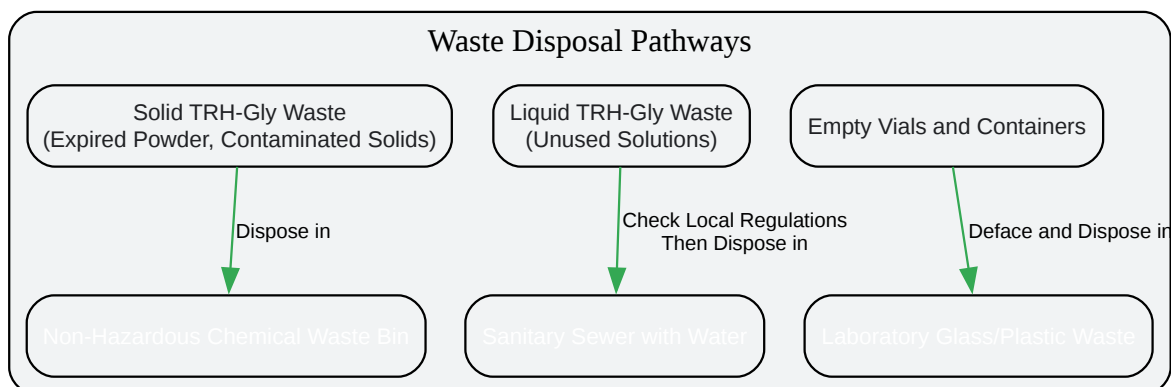 Waste Disposal Pathways
Solid TRH-Gly Waste
(Expired Powder, Contaminated Solids)
Liquid TRH-Gly Waste
(Unused Solutions)
Empty Vials and Containers
Dispose in
Check Local Regulations
Then Dispose in
Deface and Dispose in
Non-Hazardous Chemical Waste Bin
Sanitary Sewer with Water
Laboratory Glass/Plastic Waste